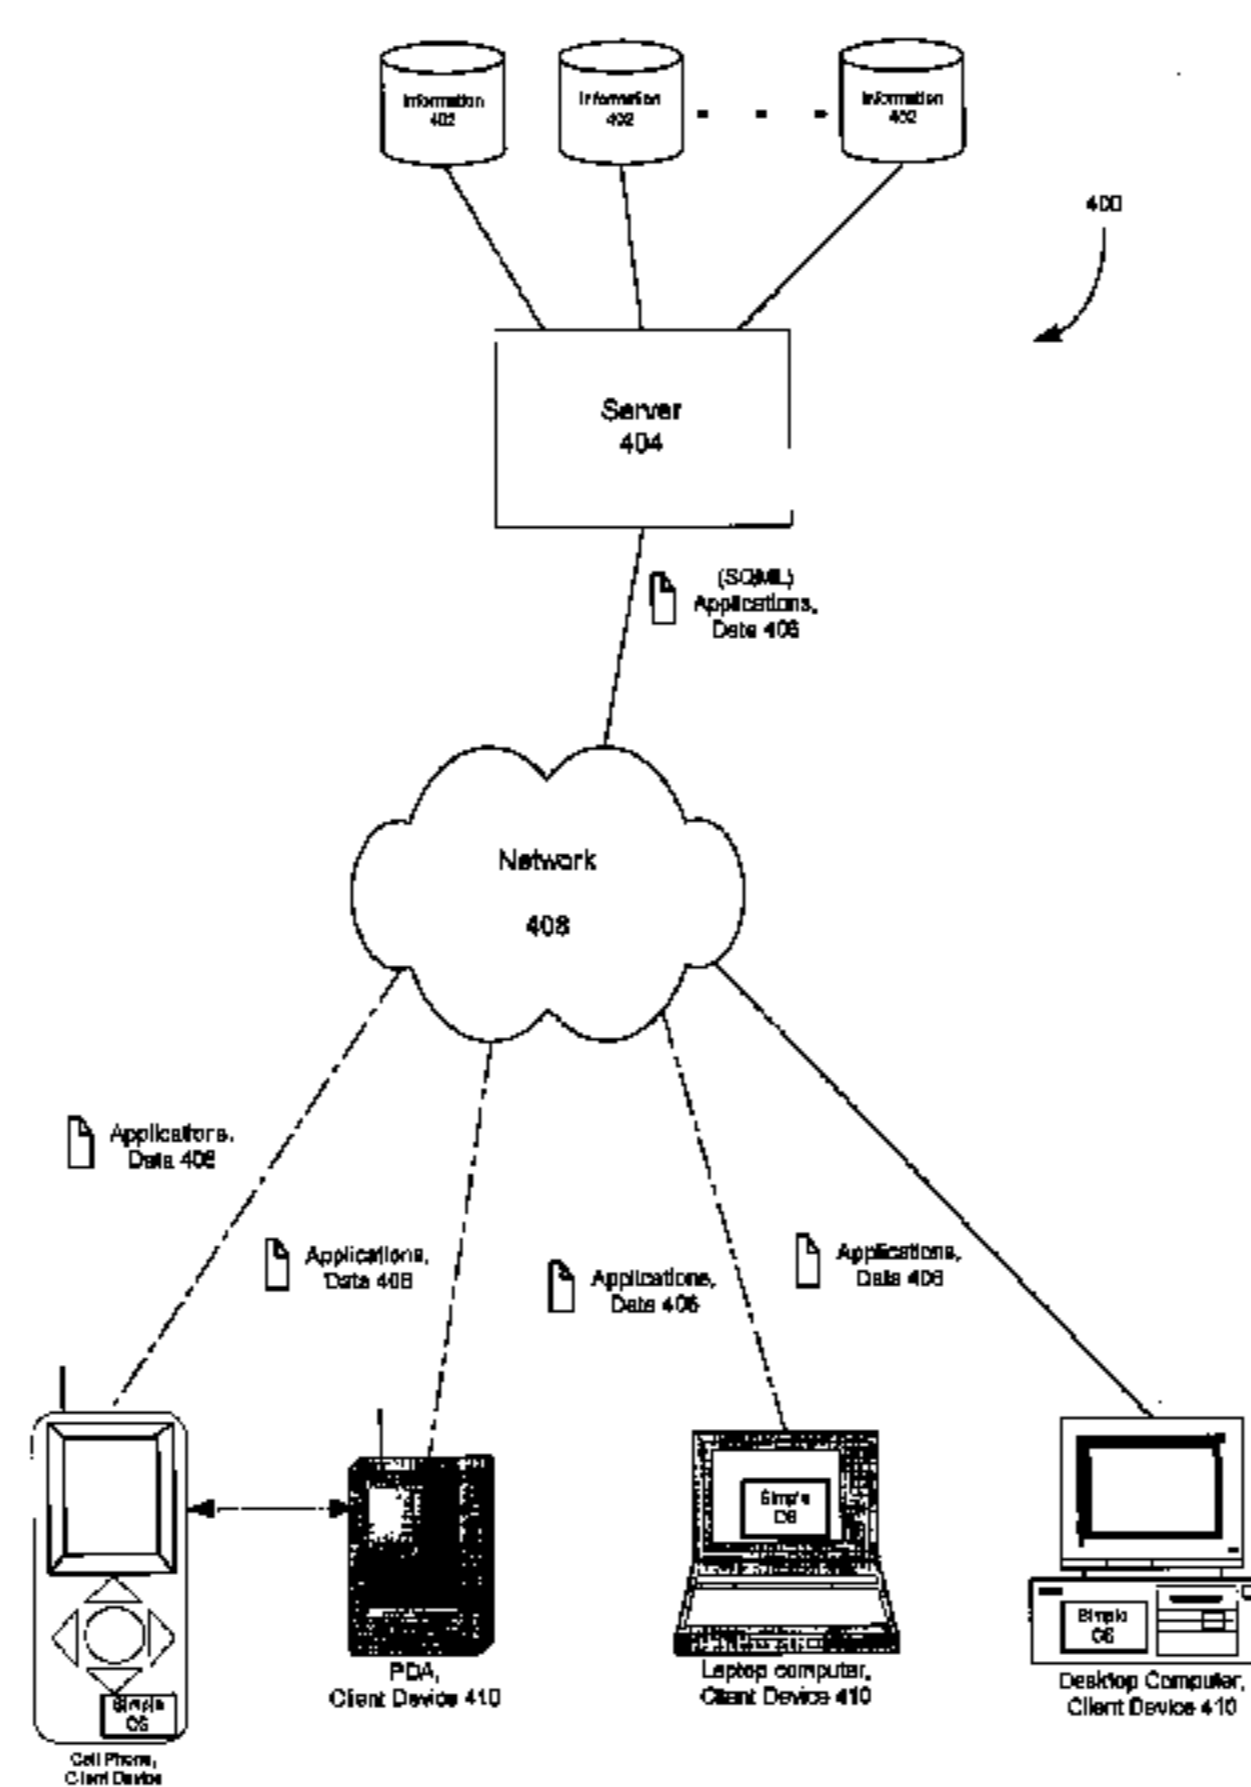 Information
402
Information
402
Information
402
400
Server
404
(SQML)
Applications,
Data 406
Network
408
Applications,
Data 406
Applications,
Data 406
Applications,
Data 406
Applications,
Data 406
Simple
OS
Simple
OS
Simple
OS
PDA,
Client Device 410
Laptop computer,
Client Device 410
Desktop Computer,
Client Device 410
Cell Phone,
Client Device